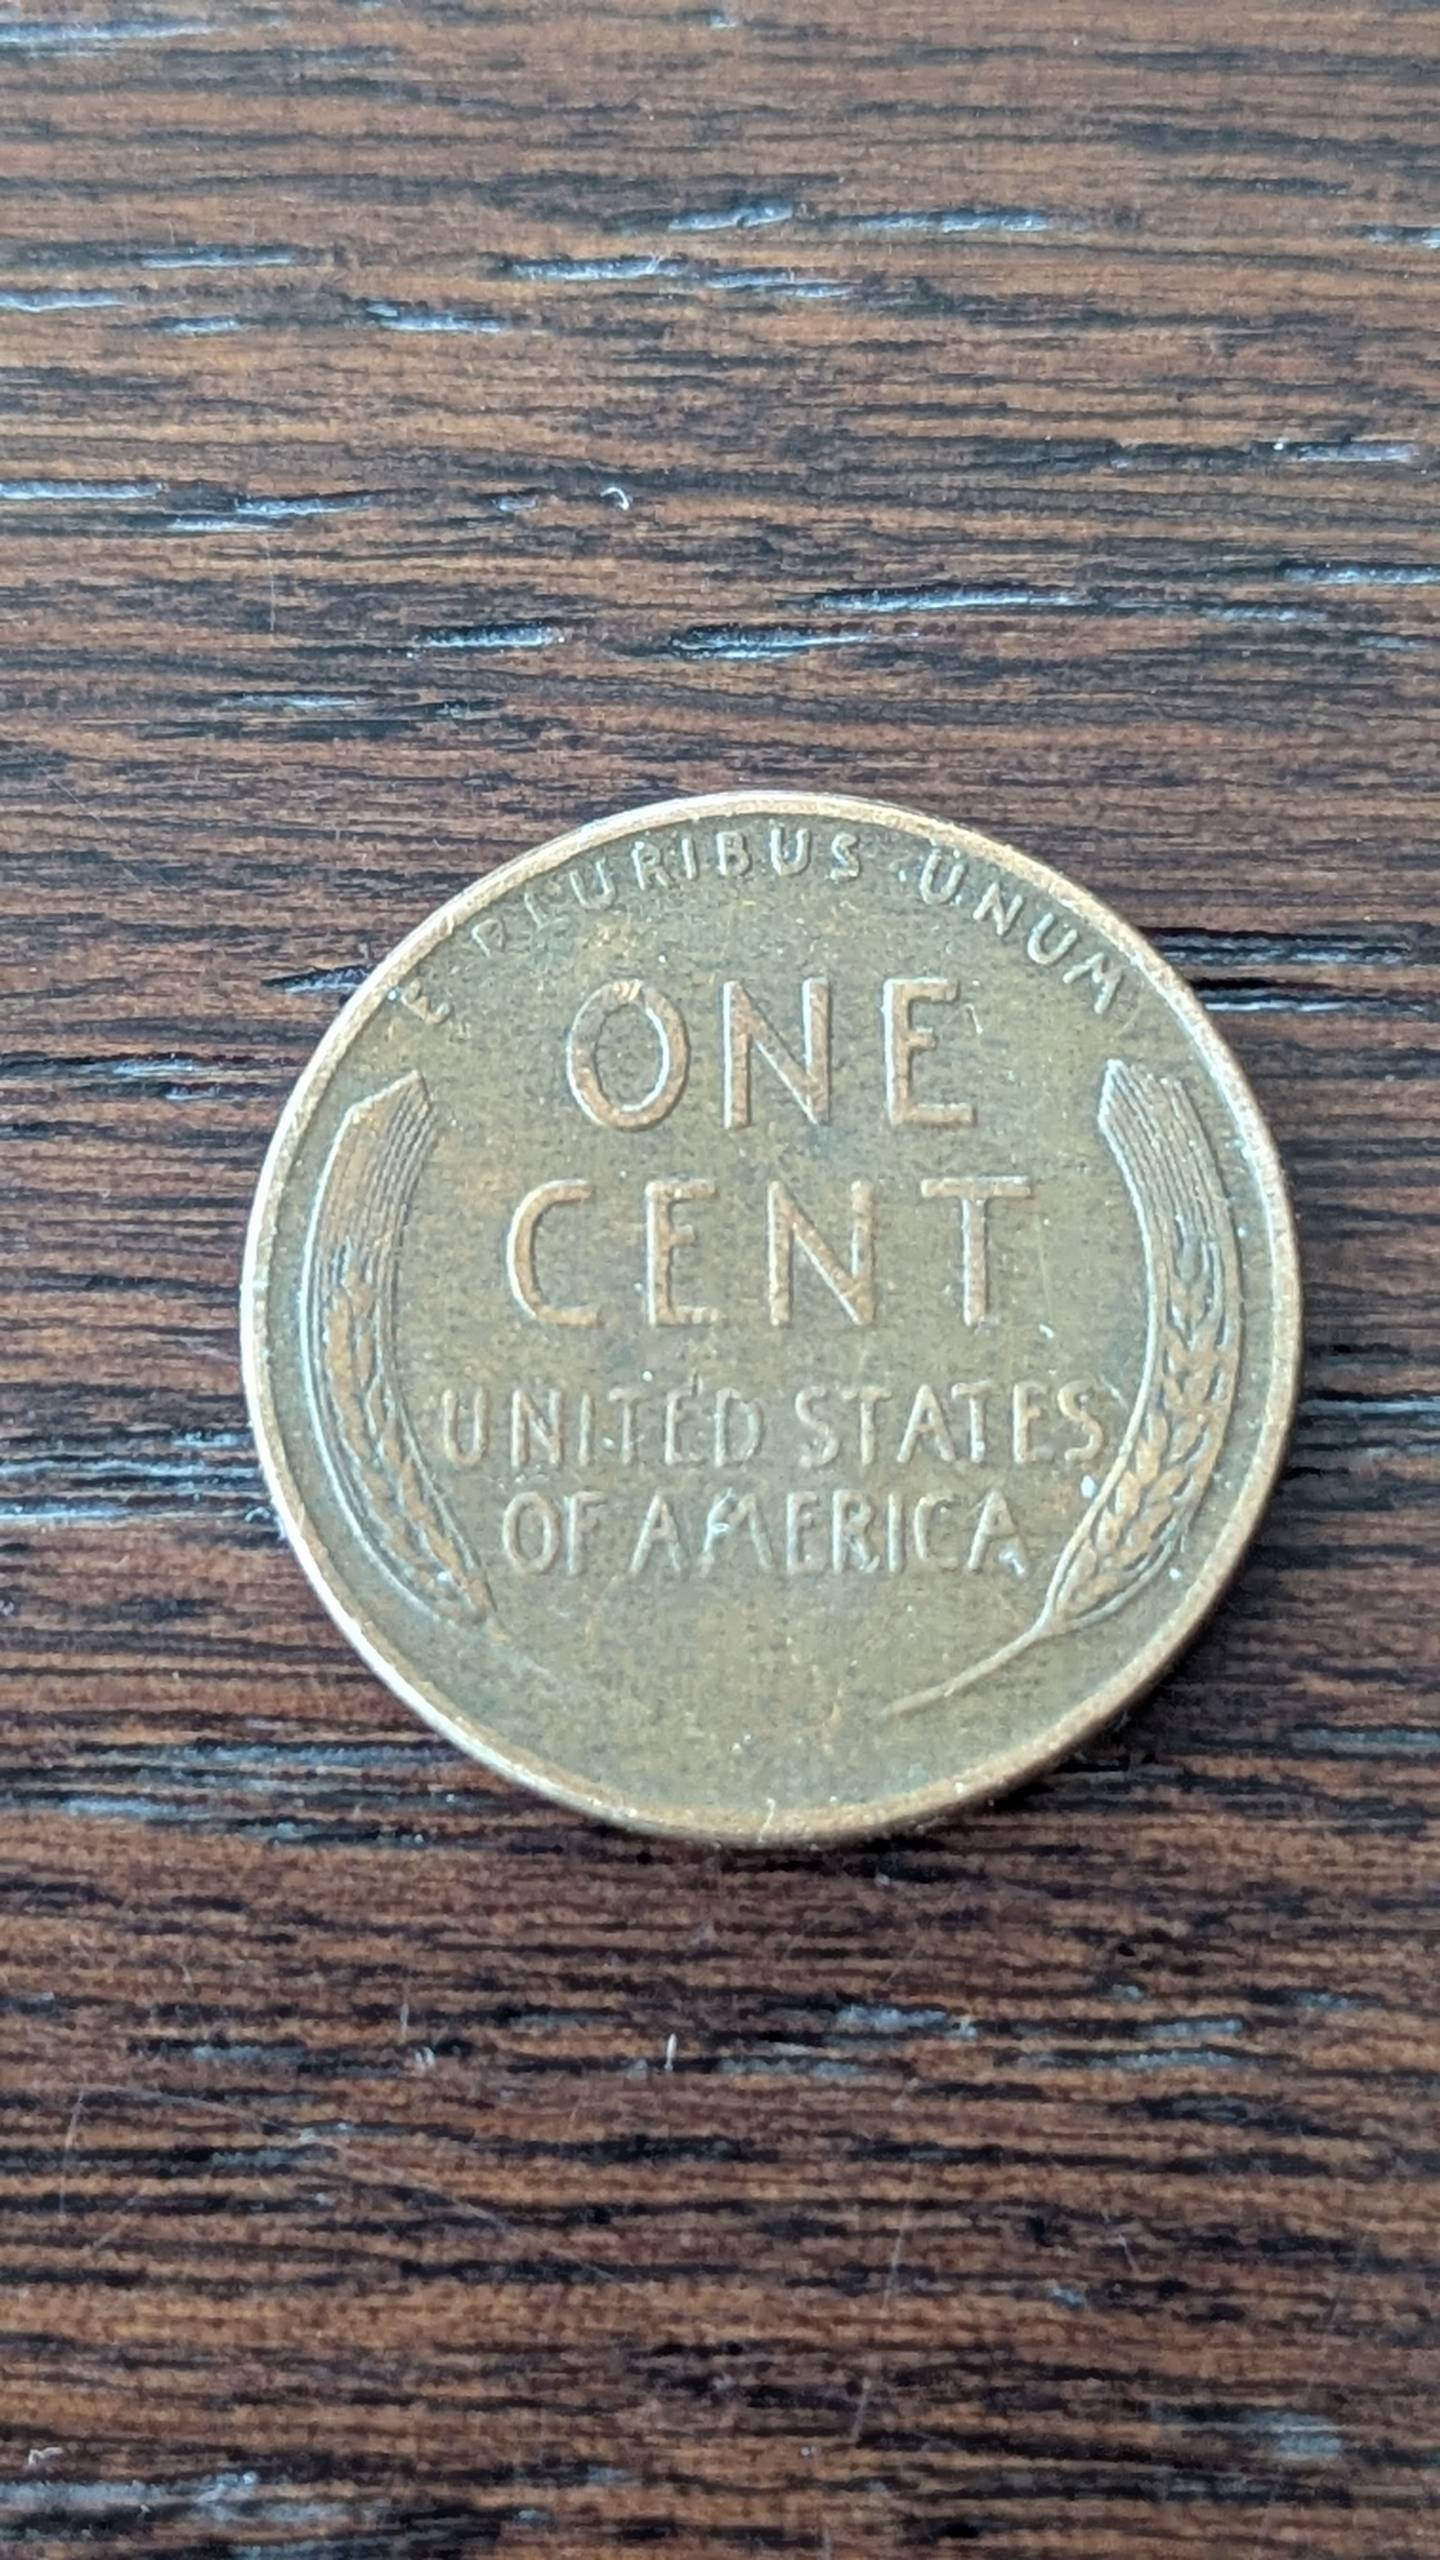 E PLURIBUS UNUM
ONE
CENT
UNITED STATES
OF AMERICA